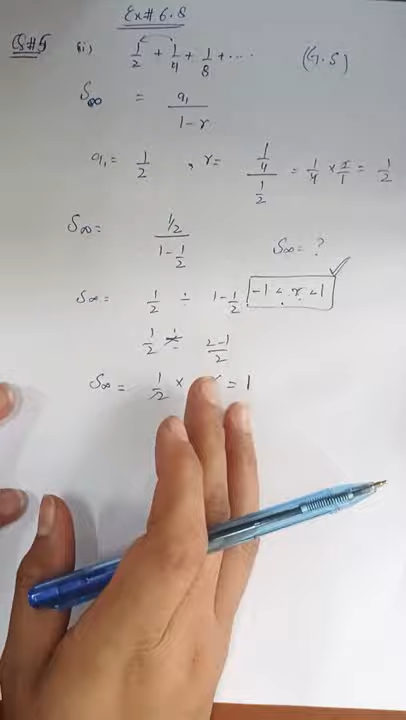 Ex# 6.8
Q#5 (ii) 1/2 + 1/4 + 1/8 + ... (G.S)
S∞ = a₁/1-r
a₁ = 1/2 , r = 1/4 / 1/2 = 1/4 × 2/1 = 1/2
S∞ = 1/2 / 1-1/2
S∞ = ?
S∞ = 1/2 ÷ 1-1/2
-1 < r < 1 ✓
1/2 ÷ 2-1/2
S∞ = 1/2 × = 1